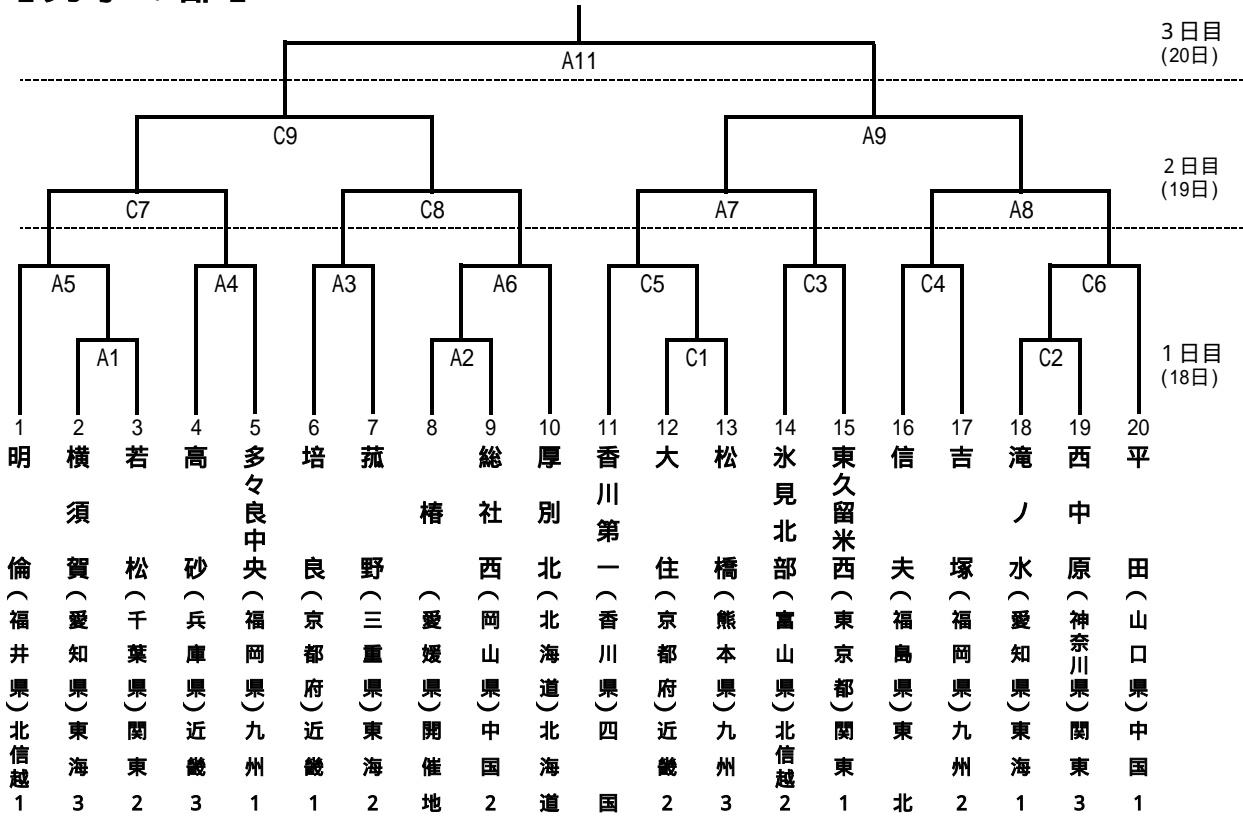 3日目
(20日)
A11
C9
A9
2日目
(19日)
C7
C8
A7
A8
A5
A4
A3
A6
C5
C3
C4
C6
A1
A2
C1
C2
1日目
(18日)
1 明倫(福井県)北信越1
2 横須賀(愛知県)東海3
3 若松(千葉県)関東2
4 高砂(兵庫県)近畿3
5 多々良中央(福岡県)九州1
6 培良(京都府)近畿1
7 菰野(三重県)東海2
8 椿(愛媛県)開催地
9 総社西(岡山県)中国2
10 厚別北(北海道)北海道
11 香川第一(香川県)四国
12 大住(京都府)近畿2
13 松橋(熊本県)九州3
14 氷見北部(富山県)北信越2
15 東久留米西(東京都)関東1
16 信夫(福島県)東北
17 吉塚(福岡県)九州2
18 滝ノ水(愛知県)東海1
19 西中原(神奈川県)関東3
20 平田(山口県)中国1